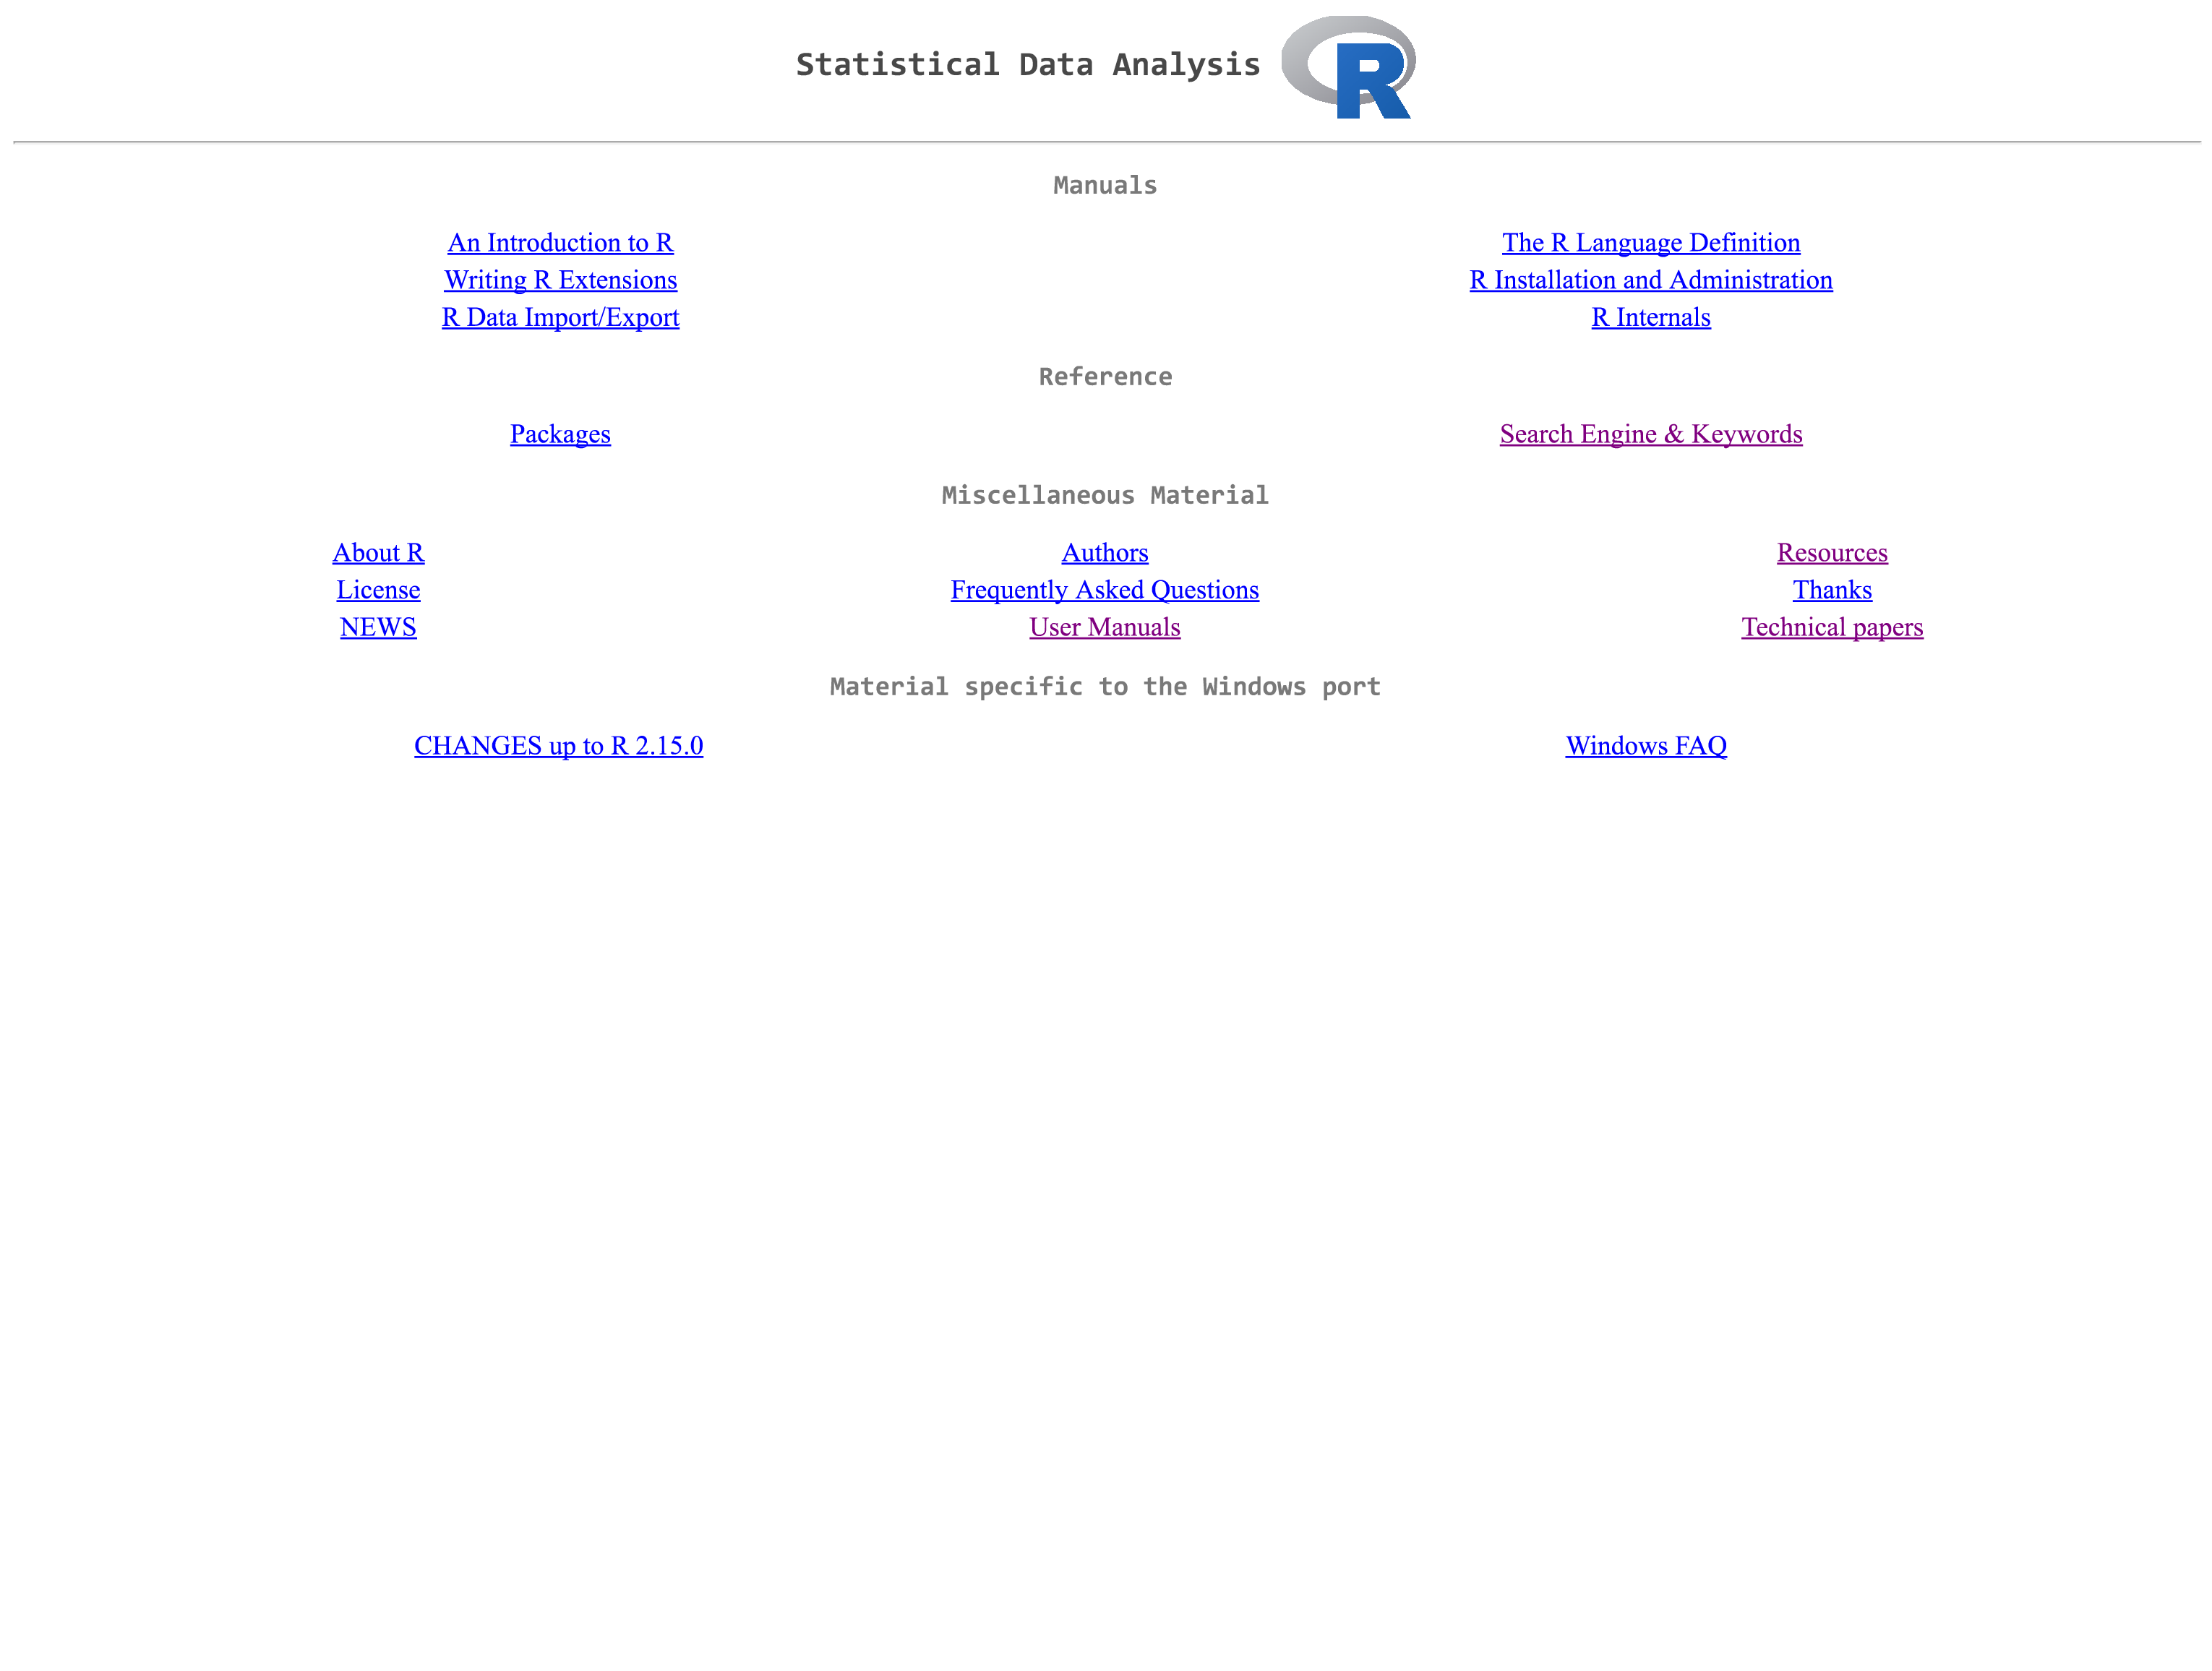 Statistical Data Analysis R
Manuals
An Introduction to R The R Language Definition
Writing R Extensions R Installation and Administration
R Data Import/Export R Internals
Reference
Packages Search Engine & Keywords
Miscellaneous Material
About R Authors Resources
License Frequently Asked Questions Thanks
NEWS User Manuals Technical papers
Material specific to the Windows port
CHANGES up to R 2.15.0 Windows FAQ